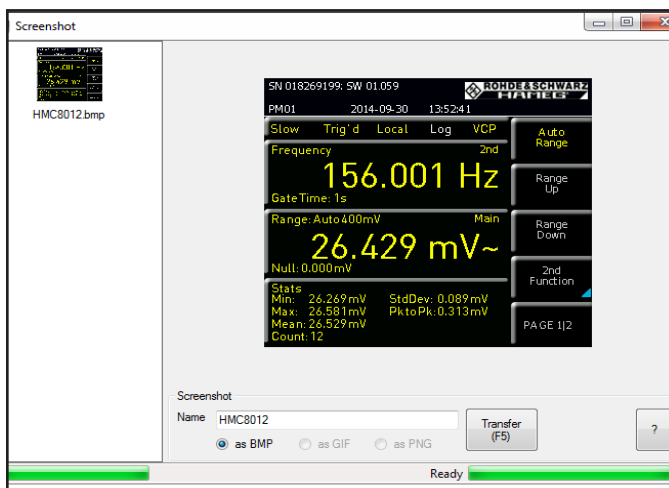 Screenshot
HMC8012.bmp
SN 018269199; SW 01.059 ROHDE&SCHWARZ
HAMEG
PM01 2014-09-30 13:52:41
Slow Trig'd Local Log VCP
Frequency 2nd
156.001 Hz
Gate Time: 1s
Range: Auto 400mV Main
26.429 mV~
Null: 0.000mV
Stats
Min: 26.269mV StdDev: 0.089mV
Max: 26.581mV PktoPk: 0.313mV
Mean: 26.529mV
Count: 12
Auto
Range
Range
Up
Range
Down
2nd
Function
PAGE 1|2
Screenshot
Name HMC8012
Transfer
(F5)
?
as BMP as GIF as PNG
Ready